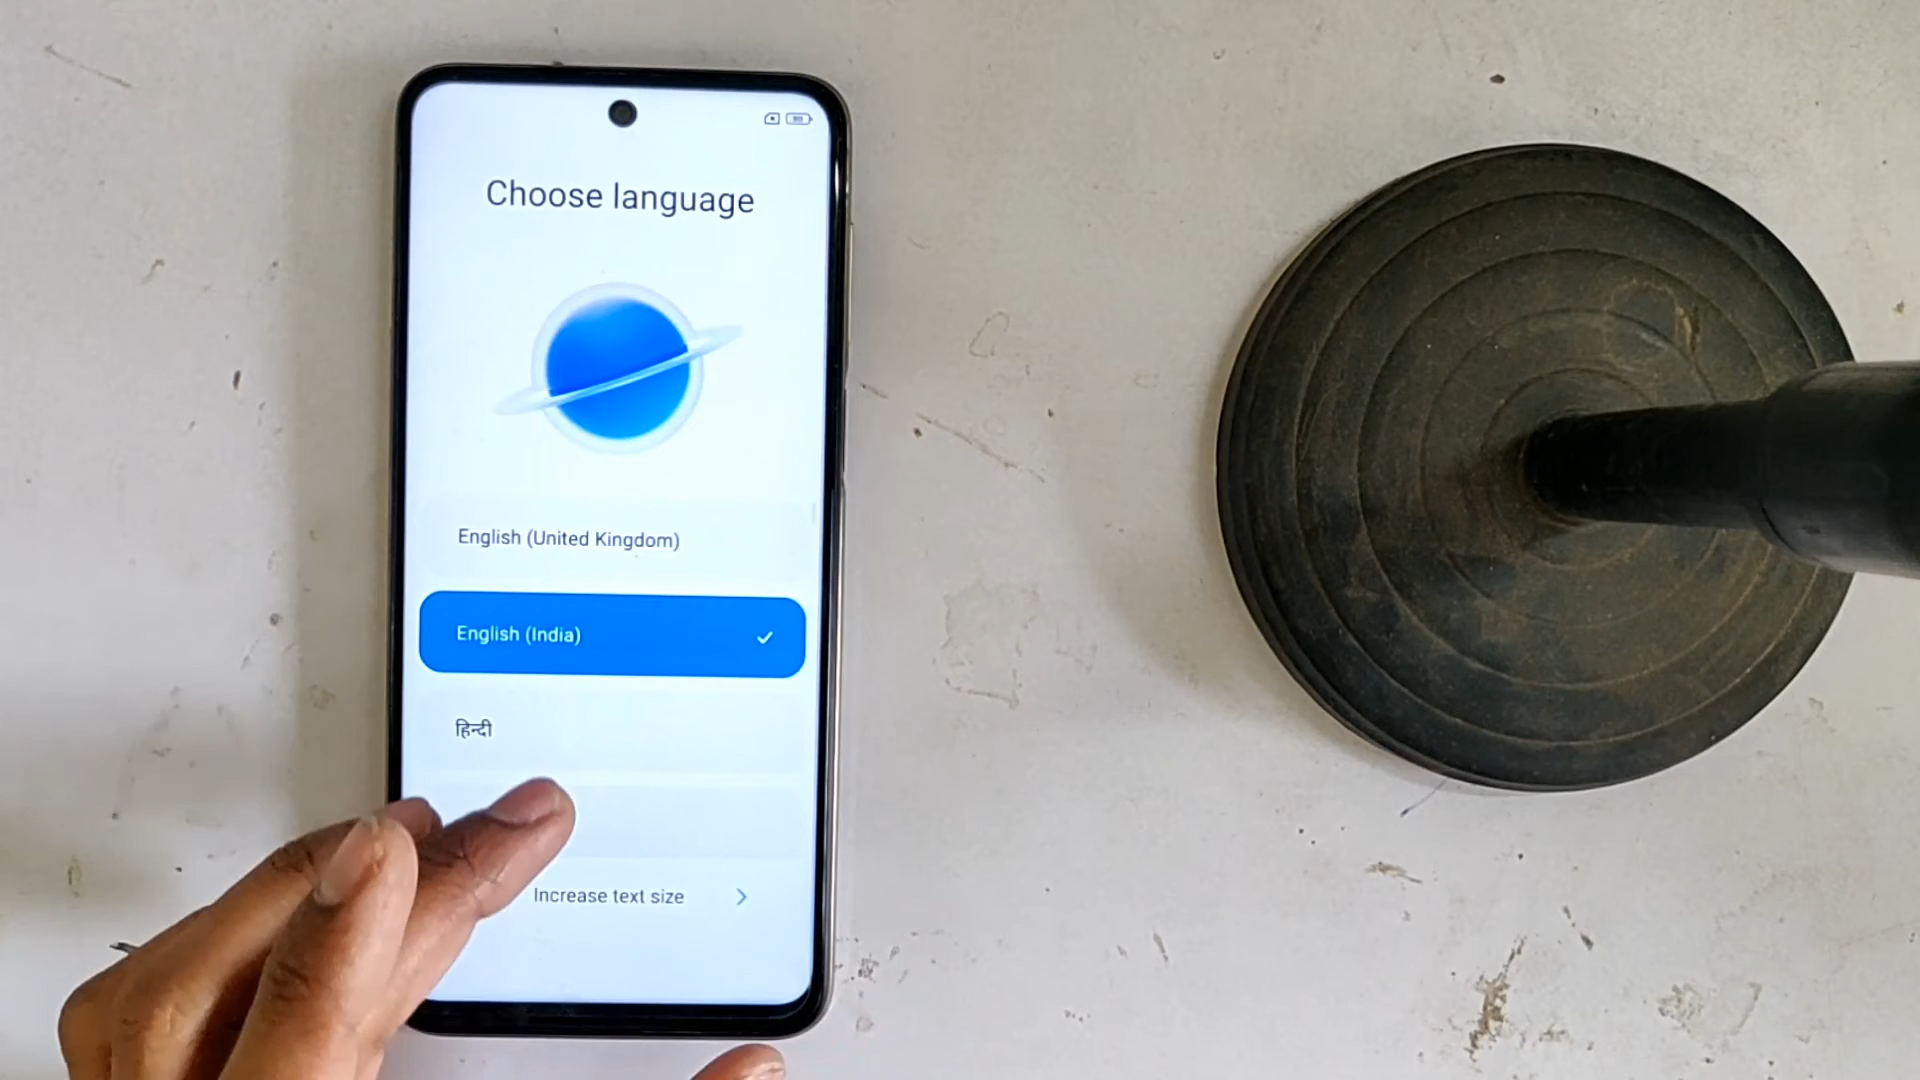 Choose language
English (United Kingdom)
English (India)
हिन्दी
Increase text size